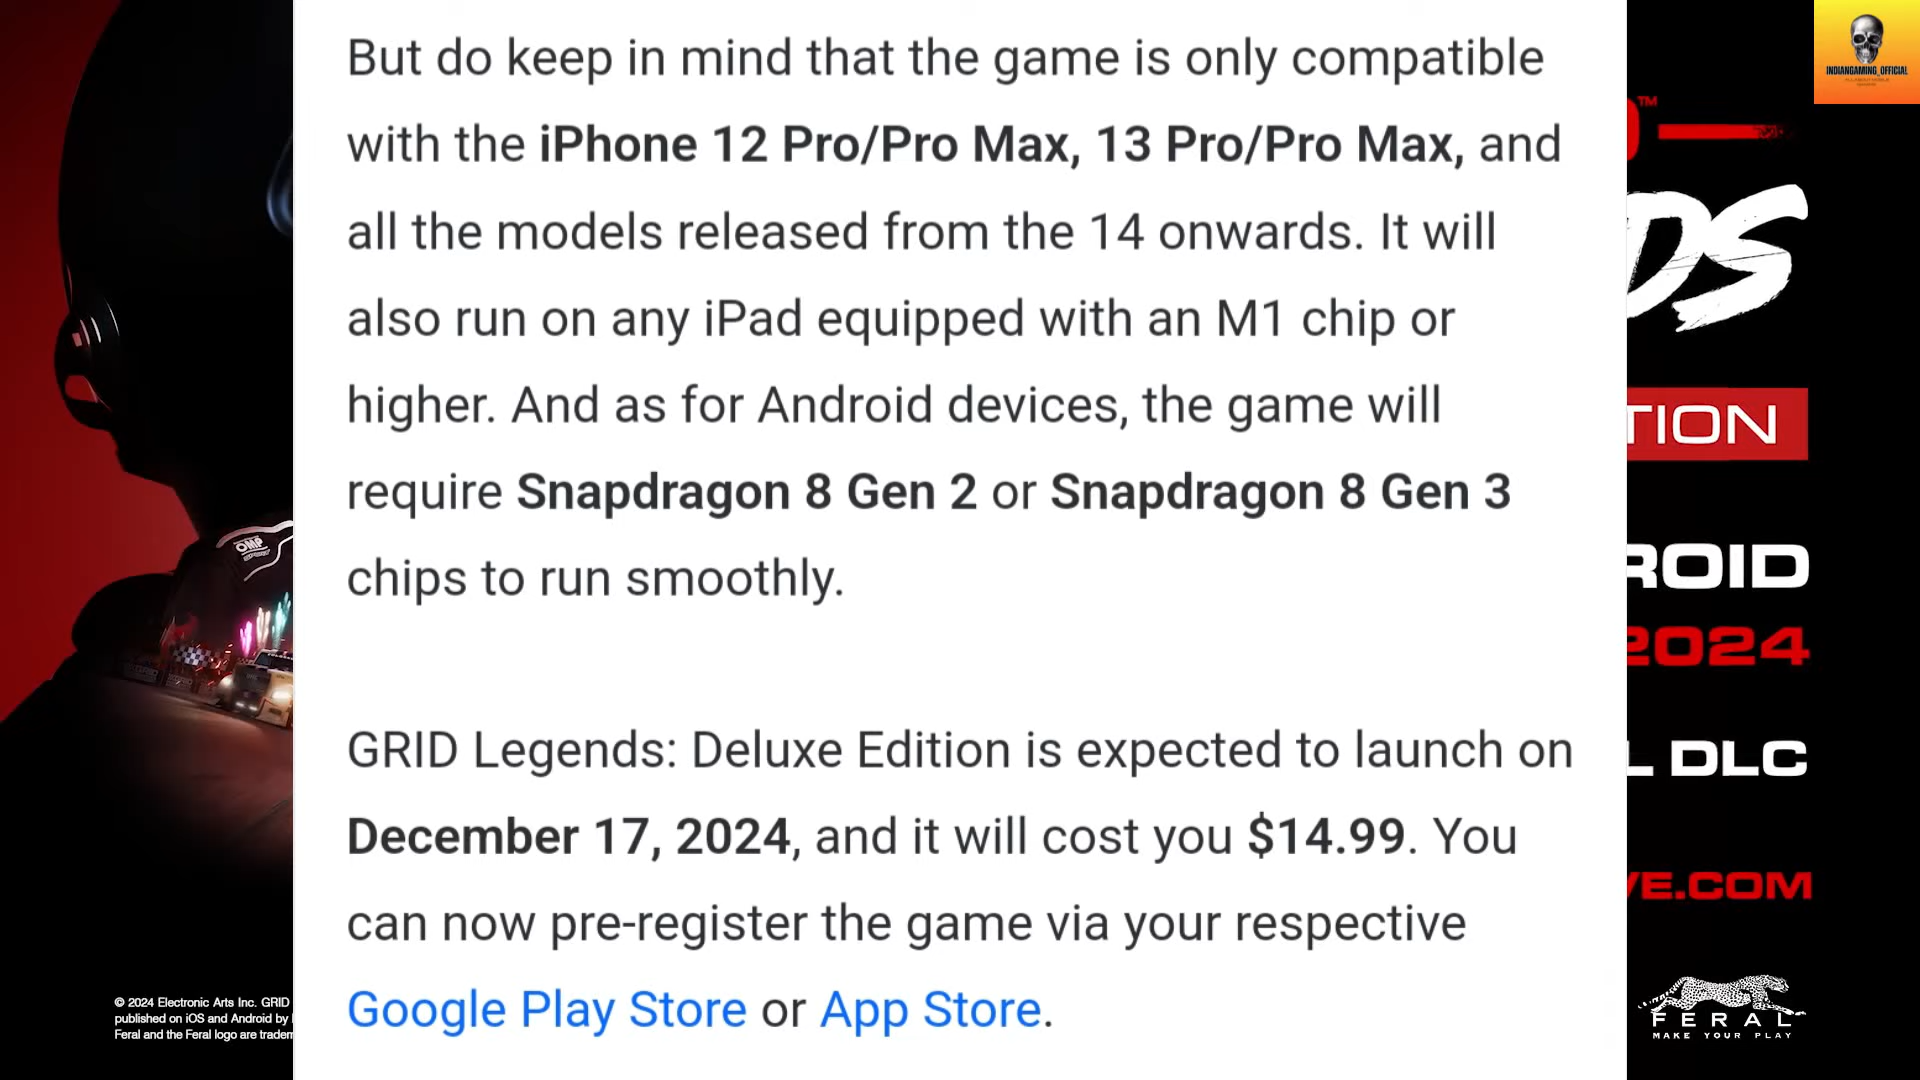 But do keep in mind that the game is only compatible
with the iPhone 12 Pro/Pro Max, 13 Pro/Pro Max, and
all the models released from the 14 onwards. It will
also run on any iPad equipped with an M1 chip or
higher. And as for Android devices, the game will
require Snapdragon 8 Gen 2 or Snapdragon 8 Gen 3
chips to run smoothly.
GRID Legends: Deluxe Edition is expected to launch on
December 17, 2024, and it will cost you $14.99. You
can now pre-register the game via your respective
Google Play Store or App Store.
INDIANGAMING_OFFICIAL
™
DS
TION
ROID
2024
L DLC
VE.COM
OMP
© 2024 Electronic Arts Inc. GRID
published on iOS and Android by
Feral and the Feral logo are tradem
FERAL
MAKE YOUR PLAY